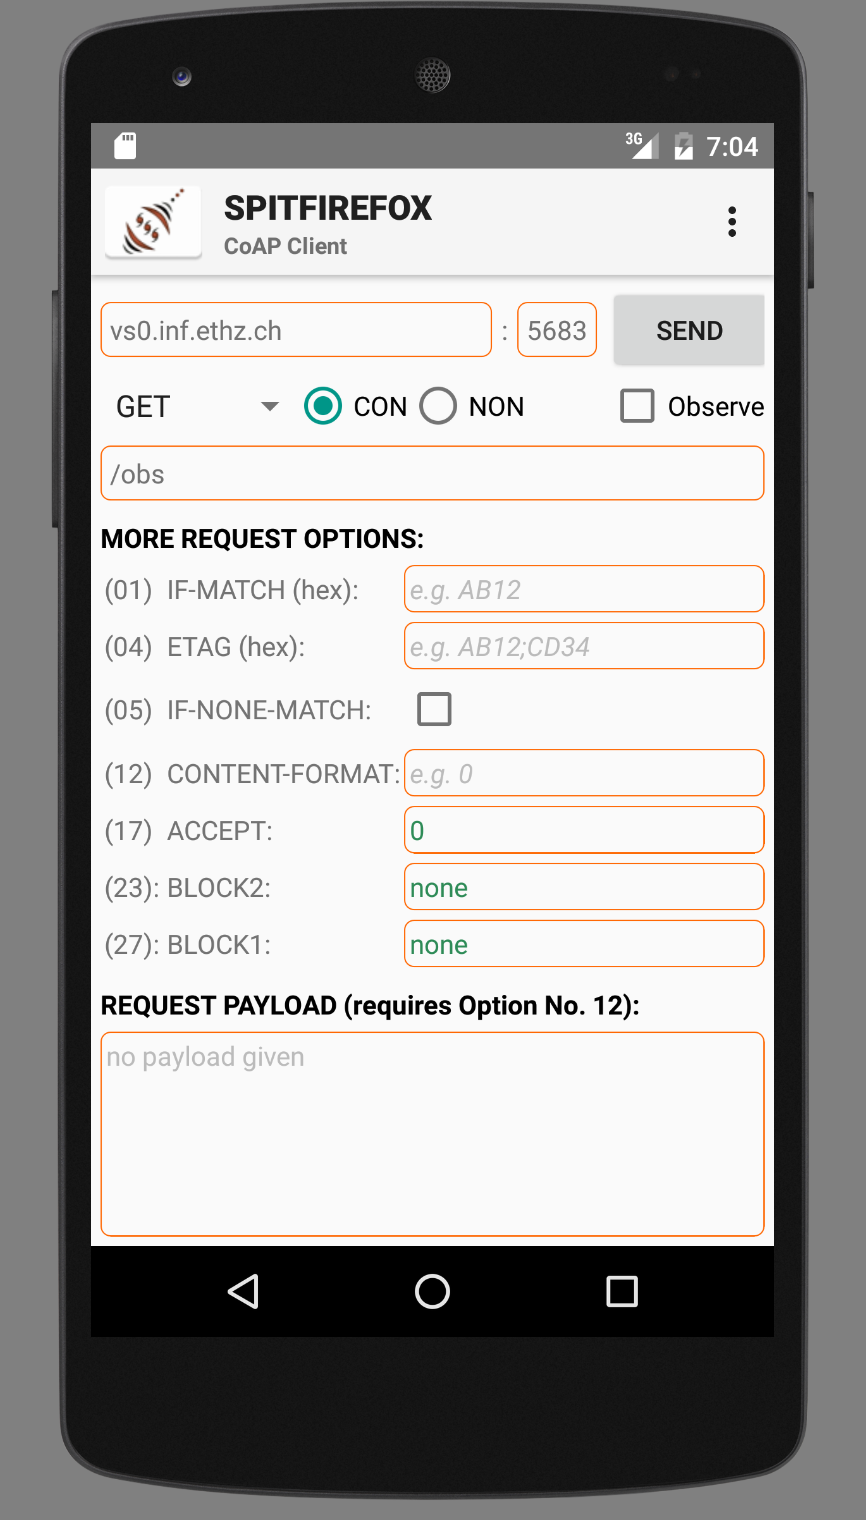 3G 7:04
SPITFIREFOX
CoAP Client
vs0.inf.ethz.ch : 5683 SEND
GET CON NON Observe
/obs
MORE REQUEST OPTIONS:
(01) IF-MATCH (hex): e.g. AB12
(04) ETAG (hex): e.g. AB12;CD34
(05) IF-NONE-MATCH:
(12) CONTENT-FORMAT: e.g. 0
(17) ACCEPT: 0
(23): BLOCK2: none
(27): BLOCK1: none
REQUEST PAYLOAD (requires Option No. 12):
no payload given